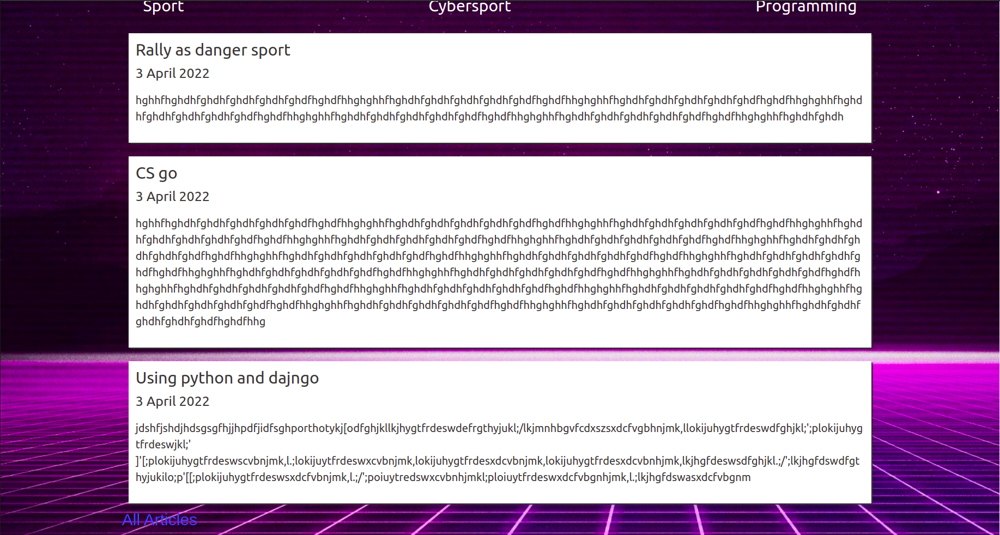 Sport Cybersport Programming
Rally as danger sport
3 April 2022
hghhfhghdhfghdhfghdhfghdhfghdfhghdfhhghghhfhghdhfghdhfghdhfghdhfghdfhghdfhhghghhfhghdhfghdhfghdhfghdhfghdfhghdfhhghghhfhghd
hfghdhfghdhfghdhfghdfhghdfhhghghhfhghdhfghdhfghdhfghdhfghdfhghdfhhghghhfhghdhfghdhfghdhfghdhfghdfhghdfhhghghhfhghdhfghdh
CS go
3 April 2022
hghhfhghdhfghdhfghdhfghdhfghdfhghdfhhghghhfhghdhfghdhfghdhfghdhfghdfhghdfhhghghhfhghdhfghdhfghdhfghdhfghdfhghdfhhghghhfhghd
hfghdhfghdhfghdhfghdfhghdfhhghghhfhghdhfghdhfghdhfghdhfghdfhghdfhhghghhfhghdhfghdhfghdhfghdhfghdfhghdfhhghghhfhghdhfghdhfgh
dhfghdhfghdfhghdfhhghghhfhghdhfghdhfghdhfghdhfghdfhghdfhhghghhfhghdhfghdhfghdhfghdhfghdfhghdfhhghghhfhghdhfghdhfghdhfghdhfg
hdfhghdfhhghghhfhghdhfghdhfghdhfghdhfghdfhghdfhhghghhfhghdhfghdhfghdhfghdhfghdfhghdfhhghghhfhghdhfghdhfghdhfghdhfghdfhghdfh
hghghhfhghdhfghdhfghdhfghdhfghdfhghdfhhghghhfhghdhfghdhfghdhfghdhfghdfhghdfhhghghhfhghdhfghdhfghdhfghdhfghdfhghdfhhghghhfhg
hdhfghdhfghdhfghdhfghdfhghdfhhghghhfhghdhfghdhfghdhfghdhfghdfhghdfhhghghhfhghdhfghdhfghdhfghdhfghdfhghdfhhghghhfhghdhfghdhf
ghdhfghdhfghdfhghdfhhg
Using python and dajngo
3 April 2022
jdshfjshdjhdsgsgfhjjhpdfjidfsghporthotykj[odfghjkllkjhygtfrdeswdefrgthyjukl;/lkjmnhbgvfcdxszsxdcfvgbhnjmk,llokijuhygtfrdeswdfghjkl;';plokijuhyg
tfrdeswjkl;'
]'[;plokijuhygtfrdeswscvbnjmk,l.;lokijuytfrdeswxcvbnjmk,lokijuhygtfrdesxdcvbnjmk,lokijuhygtfrdesxdcvbnhjmk,lkjhgfdeswsdfghjkl.;/';lkjhgfdswdfgt
hyjukilo;p'[[;plokijuhygtfrdeswsxdcfvbnjmk,l.;/';poiuytredswxcvbnhjmkl;ploiuytfrdeswxdcfvbgnhjmk,l.;lkjhgfdswasxdcfvbgnm
All Articles